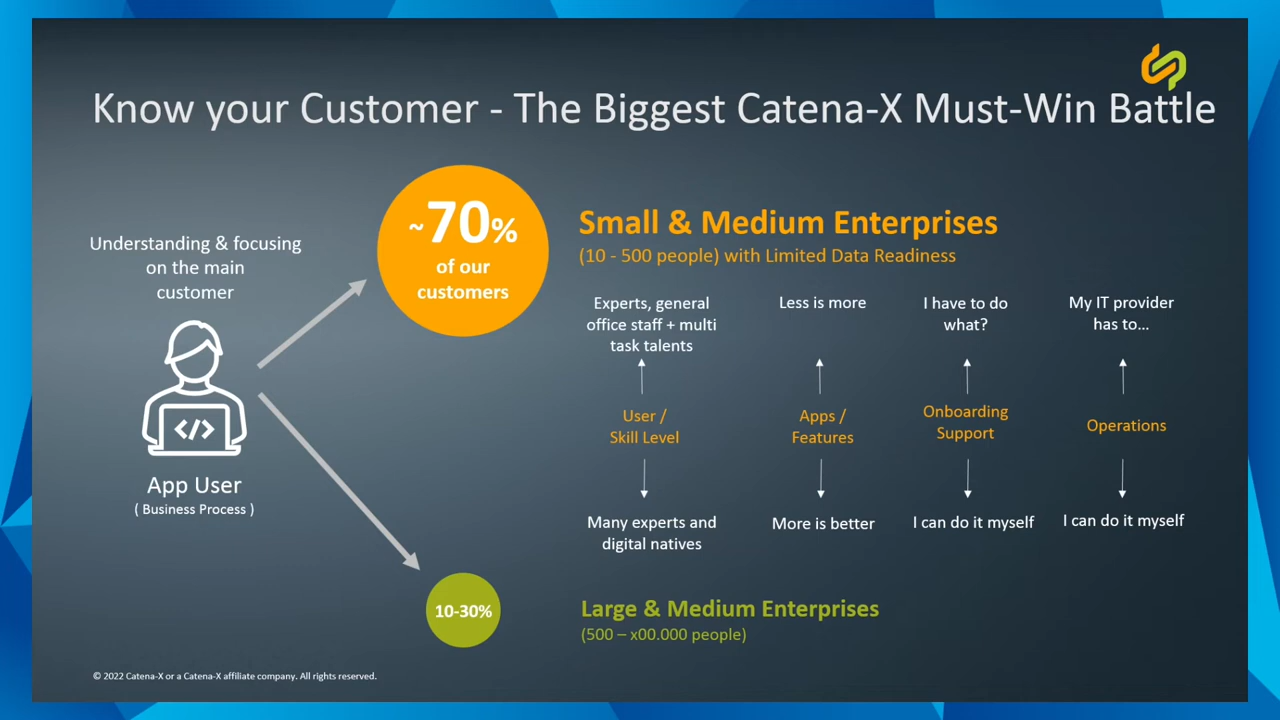 Know your Customer - The Biggest Catena-X Must-Win Battle
Understanding & focusing
on the main
customer
</>
App User
( Business Process )
~70%
of our
customers
Small & Medium Enterprises
(10 - 500 people) with Limited Data Readiness
Experts, general
office staff + multi
task talents
Less is more
I have to do
what?
My IT provider
has to...
User /
Skill Level
Apps /
Features
Onboarding
Support
Operations
Many experts and
digital natives
More is better
I can do it myself
I can do it myself
10-30%
Large & Medium Enterprises
(500 – x00.000 people)
© 2022 Catena-X or a Catena-X affiliate company. All rights reserved.